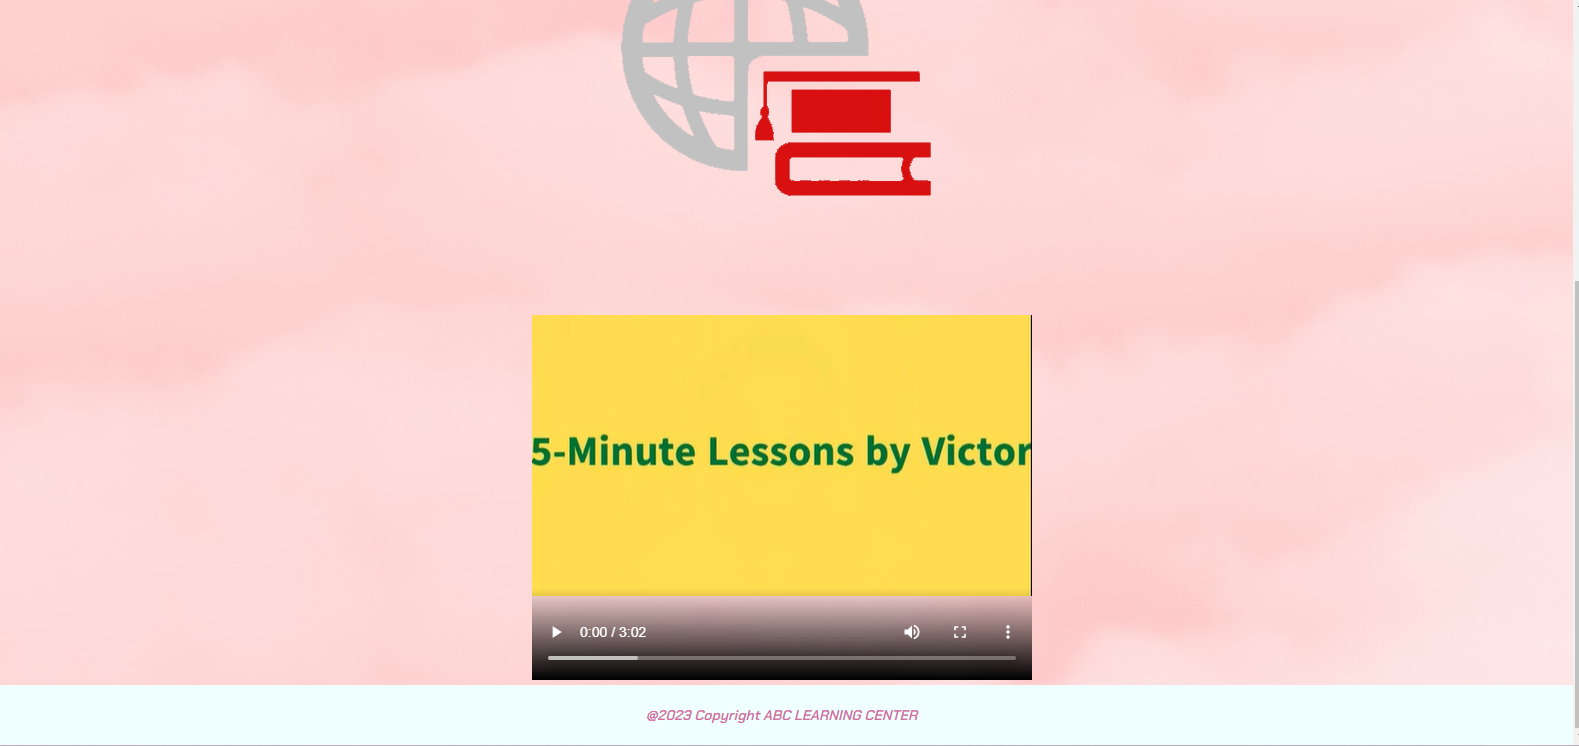 5-Minute Lessons by Victor
0:00 / 3:02
@2023 Copyright ABC LEARNING CENTER